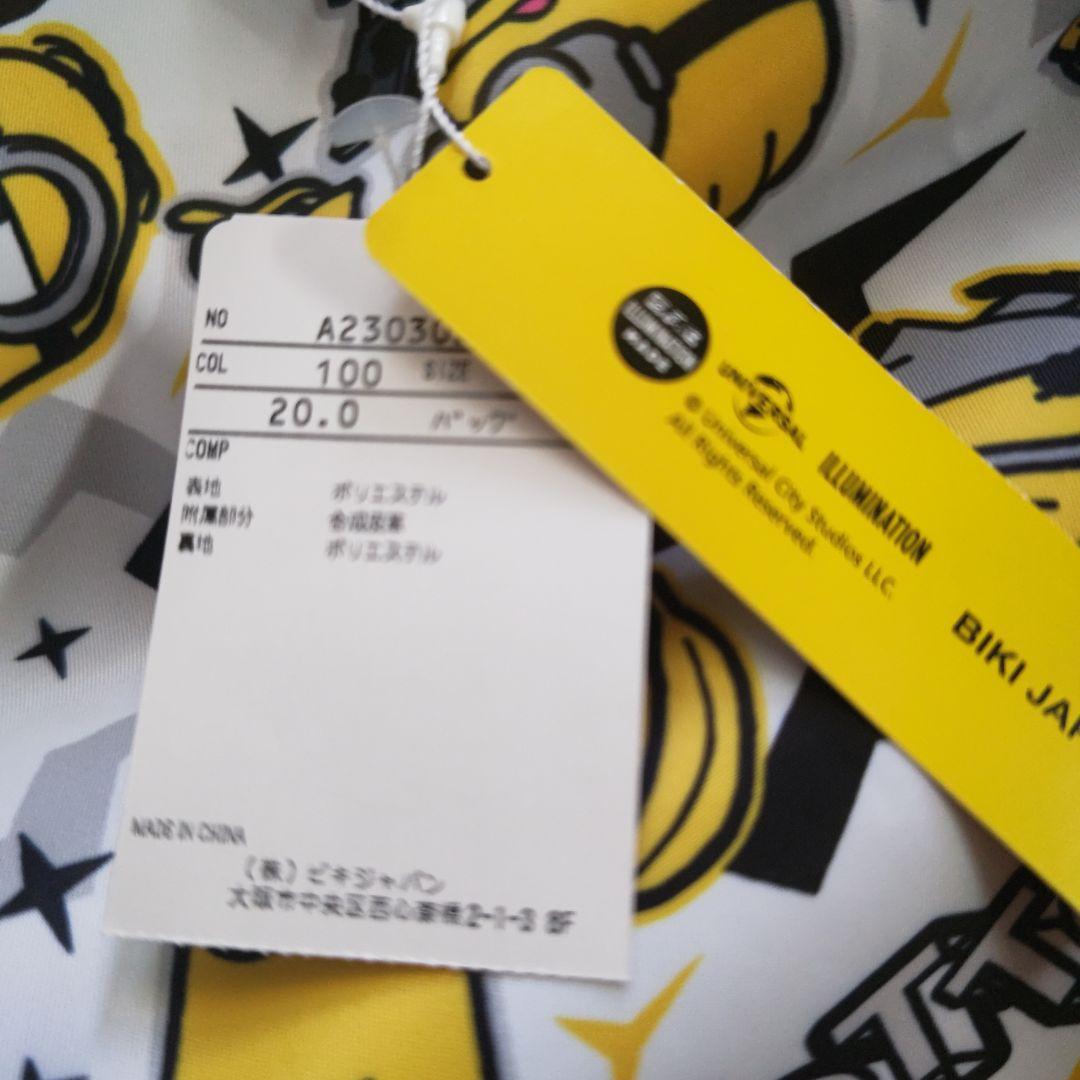 NO A23030
COL 100 SIZE
20.0 バッグ
COMP
表地 ポリエステル
附属部分 合成皮革
裏地 ポリエステル
MADE IN CHINA
(株)ビキジャパン
大阪市中央区西心斎橋2-1-3 8F
ILLUMINATION
UNIVERSAL
ILLUMINATION
© Universal City Studios LLC.
All Rights Reserved.
BIKI JAP